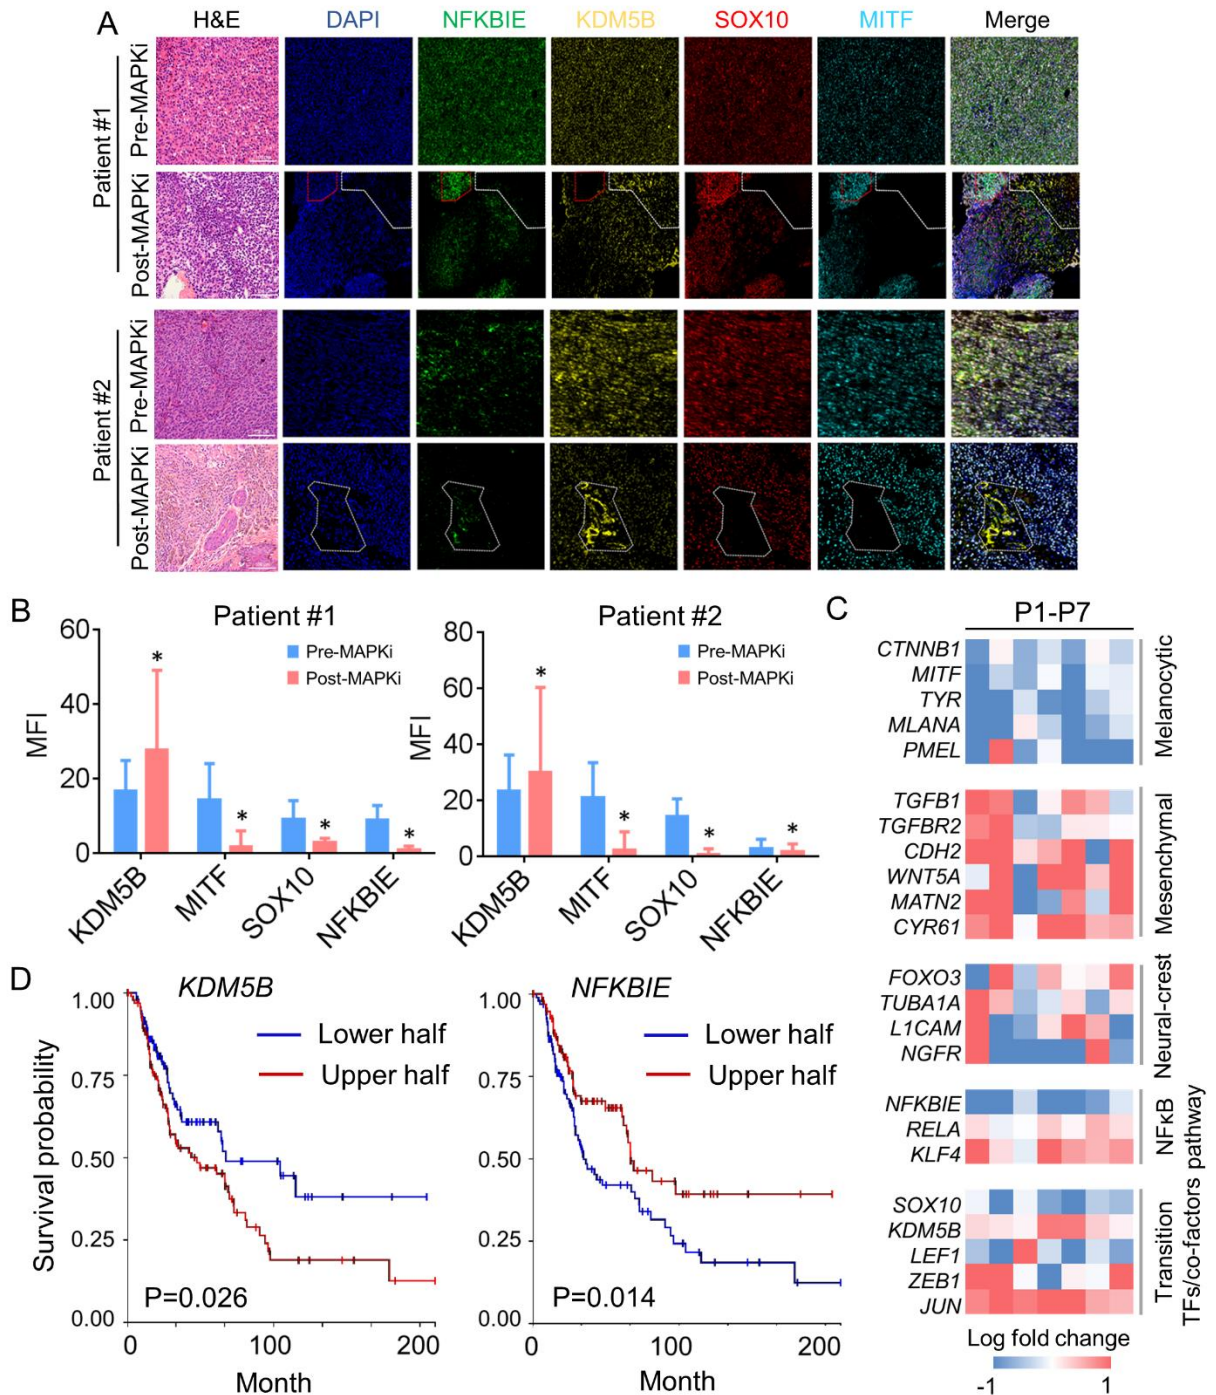 A
H&E DAPI NFKBIE KDM5B SOX10 MITF Merge
Patient #1
Pre-MAPKi
Post-MAPKi
Patient #2
Pre-MAPKi
Post-MAPKi
B
Patient #1
MFI
60
40
20
0
Pre-MAPKi
Post-MAPKi
* * * *
KDM5B MITF SOX10 NFKBIE
Patient #2
MFI
80
60
40
20
0
Pre-MAPKi
Post-MAPKi
* * * *
KDM5B MITF SOX10 NFKBIE
C
P1-P7
CTNNB1
MITF
TYR
MLANA
PMEL
Melanocytic
TGFB1
TGFBR2
CDH2
WNT5A
MATN2
CYR61
Mesenchymal
FOXO3
TUBA1A
L1CAM
NGFR
Neural-crest
NFKBIE
RELA
KLF4
NFκB
pathway
SOX10
KDM5B
LEF1
ZEB1
JUN
Transition
TFs/co-factors
Log fold change
-1 1
D
KDM5B
Lower half
Upper half
Survival probability
1.00
0.75
0.50
0.25
0.00
P=0.026
0 100 200
Month
NFKBIE
Lower half
Upper half
1.00
0.75
0.50
0.25
0.00
P=0.014
0 100 200
Month